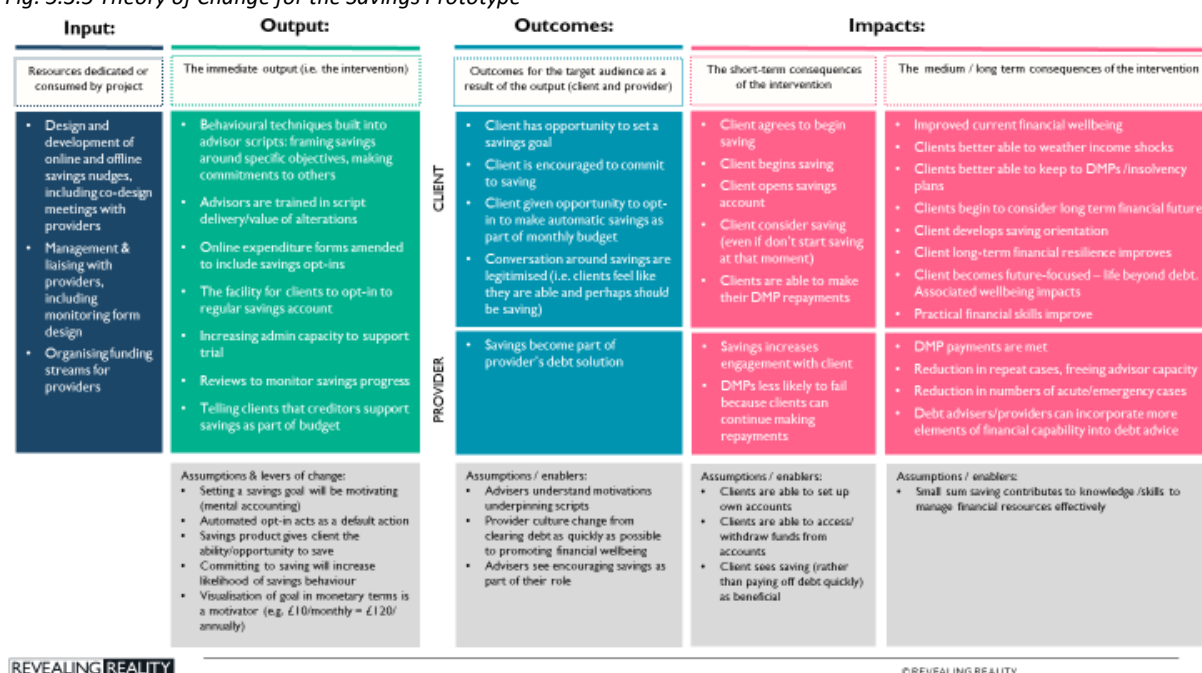 Fig. 3.3.3 Theory of Change for the Savings Prototype
Input:
Output:
Outcomes:
Impacts:
Resources dedicated or
consumed by project
The immediate output (i.e. the intervention)
Outcomes for the target audience as a
result of the output (client and provider)
The short-term consequences
of the intervention
The medium / long term consequences of the intervention
• Design and
development of
online and offline
savings nudges,
including co-design
meetings with
providers
• Management &
liaising with
providers,
including
monitoring form
design
• Organising funding
streams for
providers
• Behavioural techniques built into
advisor scripts: framing savings
around specific objectives, making
commitments to others
• Advisors are trained in script
delivery/value of alterations
• Online expenditure forms amended
to include savings opt-ins
• The facility for clients to opt-in to
regular savings account
• Increasing admin capacity to support
trial
• Reviews to monitor savings progress
• Telling clients that creditors support
savings as part of budget
CLIENT
• Client has opportunity to set a
savings goal
• Client is encouraged to commit
to saving
• Client given opportunity to opt-
in to make automatic savings as
part of monthly budget
• Conversation around savings are
legitimised (i.e. clients feel like
they are able and perhaps should
be saving)
• Client agrees to begin
saving
• Client begins saving
• Client opens savings
account
• Client consider saving
(even if don't start saving
at that moment)
• Clients are able to make
their DMP repayments
• Improved current financial wellbeing
• Clients better able to weather income shocks
• Clients better able to keep to DMPs /insolvency
plans
• Clients begin to consider long term financial future
• Client develops saving orientation
• Client long-term financial resilience improves
• Client becomes future-focused – life beyond debt.
Associated wellbeing impacts
• Practical financial skills improve
PROVIDER
• Savings become part of
provider's debt solution
• Savings increases
engagement with client
• DMPs less likely to fail
because clients can
continue making
repayments
• DMP payments are met
• Reduction in repeat cases, freeing advisor capacity
• Reduction in numbers of acute/emergency cases
• Debt advisers/providers can incorporate more
elements of financial capability into debt advice
Assumptions & levers of change:
• Setting a savings goal will be motivating
(mental accounting)
• Automated opt-in acts as a default action
• Savings product gives client the
ability/opportunity to save
• Committing to saving will increase
likelihood of savings behaviour
• Visualisation of goal in monetary terms is
a motivator (e.g. £10/monthly = £120/
annually)
Assumptions / enablers:
• Advisers understand motivations
underpinning scripts
• Provider culture change from
clearing debt as quickly as possible
to promoting financial wellbeing
• Advisers see encouraging savings as
part of their role
Assumptions / enablers:
• Clients are able to set up
own accounts
• Clients are able to access/
withdraw funds from
accounts
• Client sees saving (rather
than paying off debt quickly)
as beneficial
Assumptions / enablers:
• Small sum saving contributes to knowledge /skills to
manage financial resources effectively
REVEALING REALITY
© REVEALING REALITY